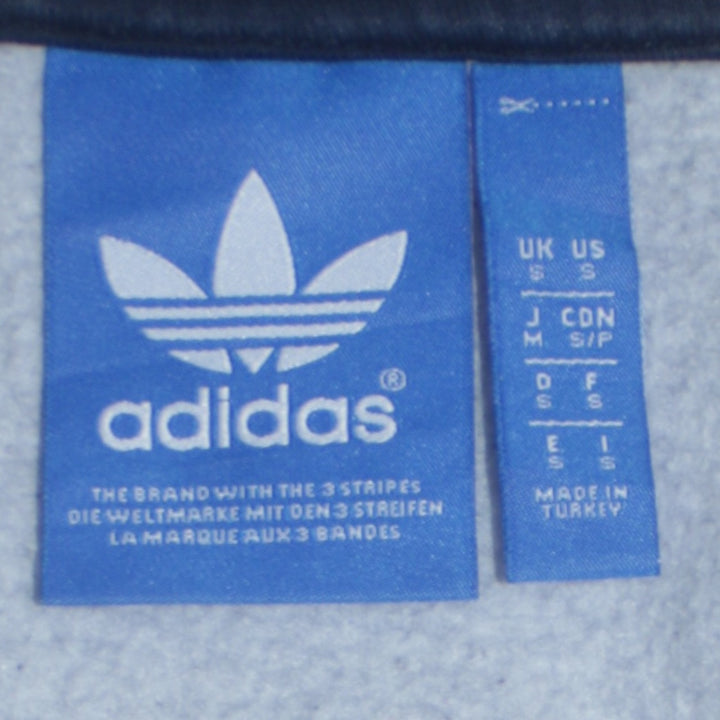 adidas®
THE BRAND WITH THE 3 STRIPES
DIE WELTMARKE MIT DEN 3 STREIFEN
LA MARQUE AUX 3 BANDES
UK US
S S
J CDN
M S/P
D F
S S
E I
S S
MADE IN
TURKEY